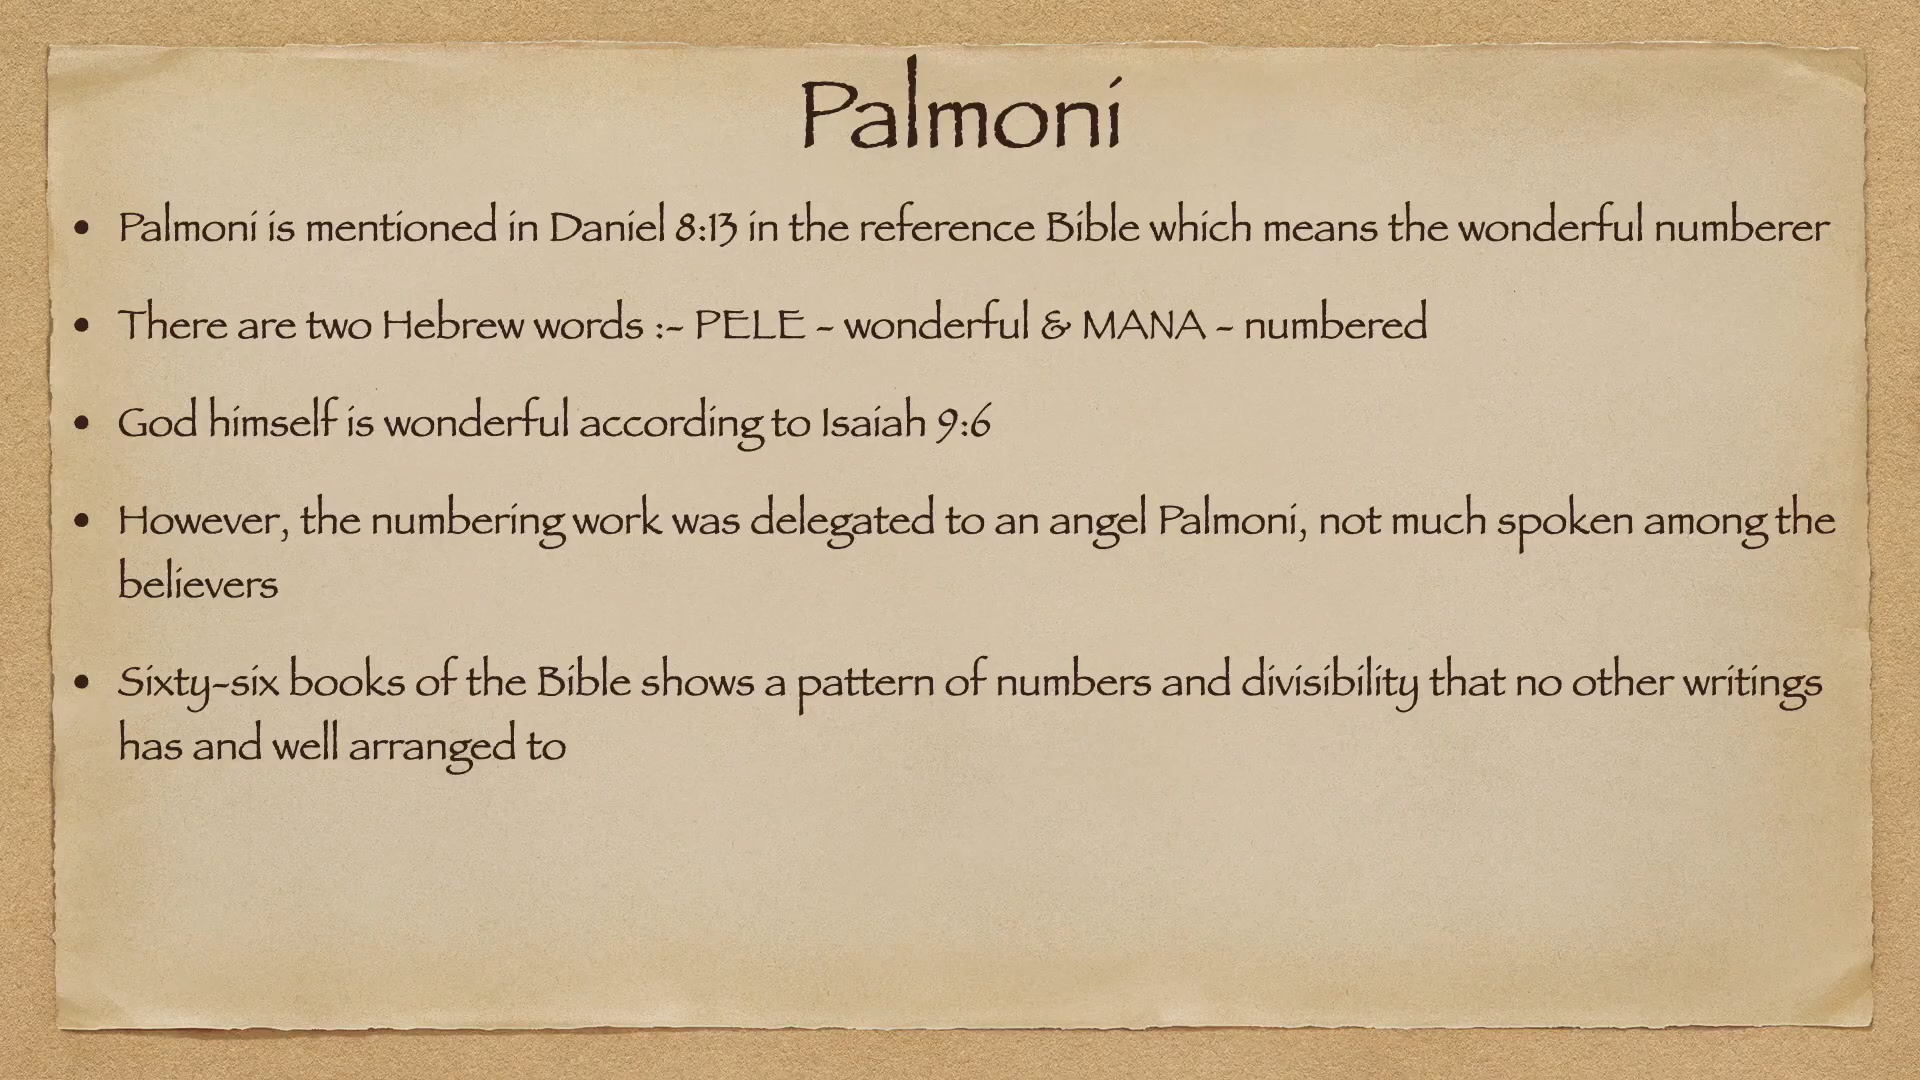 Palmoni
• Palmoni is mentioned in Daniel 8:13 in the reference Bible which means the wonderful numberer
• There are two Hebrew words :- PELE - wonderful & MANA - numbered
• God himself is wonderful according to Isaiah 9:6
• However, the numbering work was delegated to an angel Palmoni, not much spoken among the
believers
• Sixty-six books of the Bible shows a pattern of numbers and divisibility that no other writings
has and well arranged to